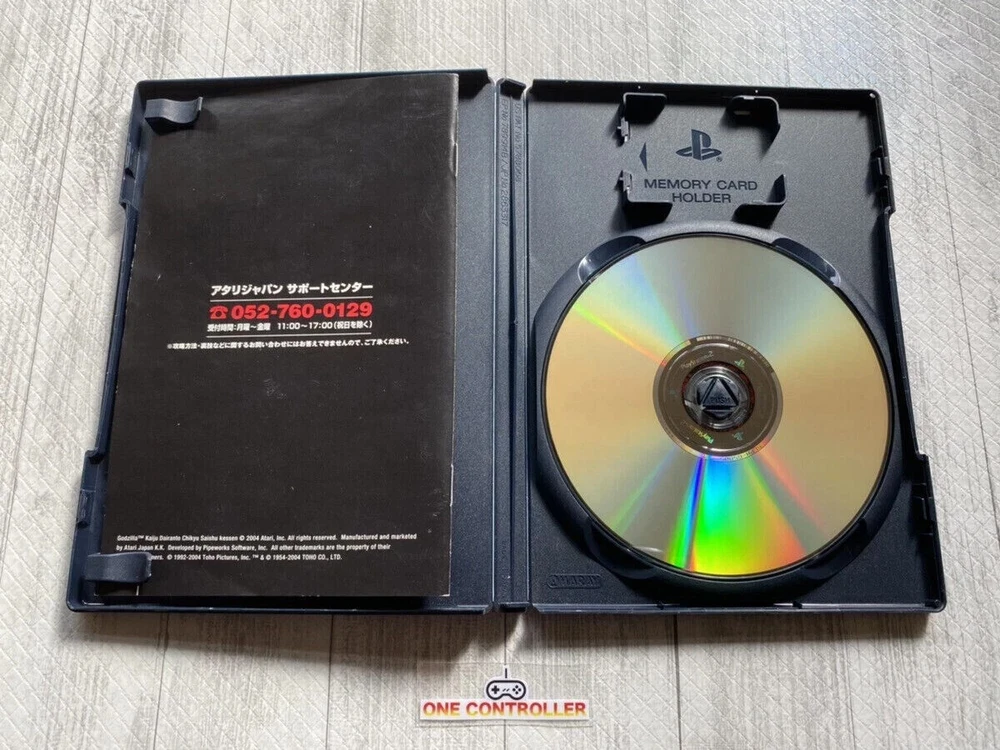 アタリジャパン サポートセンター
☎052-760-0129
受付時間:月曜〜金曜 11:00〜17:00(祝日を除く)
※攻略方法・裏技などに関するお問い合わせにはお答えできませんので、ご了承ください。
Godzilla™ Kaiju Dairanto Chikyu Saishu kessen © 2004 Atari, Inc. All rights reserved. Manufactured and marketed
by Atari Japan K.K. Developed by Pipeworks Software, Inc. All other trademarks are the property of their
© 1992-2004 Toho Pictures, Inc. ™ & © 1954-2004 TOHO CO., LTD.
MEMORY CARD
HOLDER
PlayStation 2
PUSH
PlayStation 2
AMARAY
ONE CONTROLLER